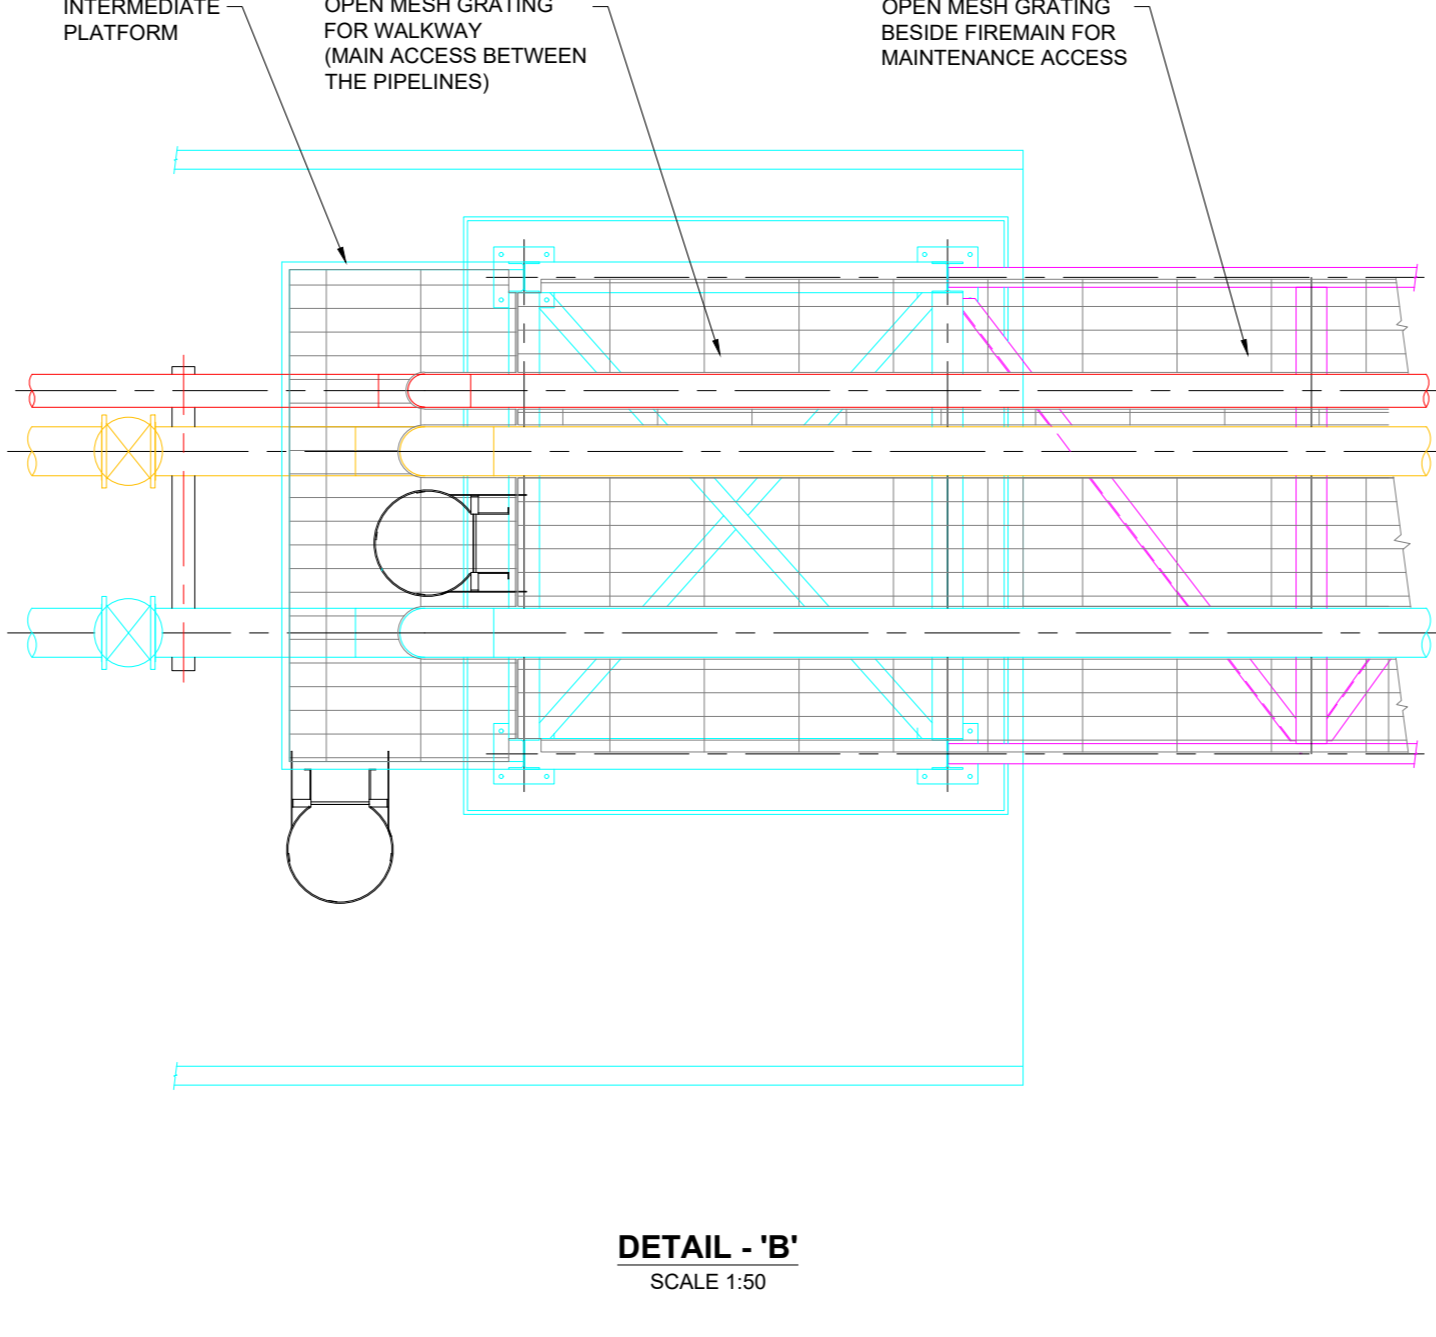 INTERMEDIATE
PLATFORM
OPEN MESH GRATING
FOR WALKWAY
(MAIN ACCESS BETWEEN
THE PIPELINES)
OPEN MESH GRATING
BESIDE FIREMAIN FOR
MAINTENANCE ACCESS
DETAIL - 'B'
SCALE 1:50